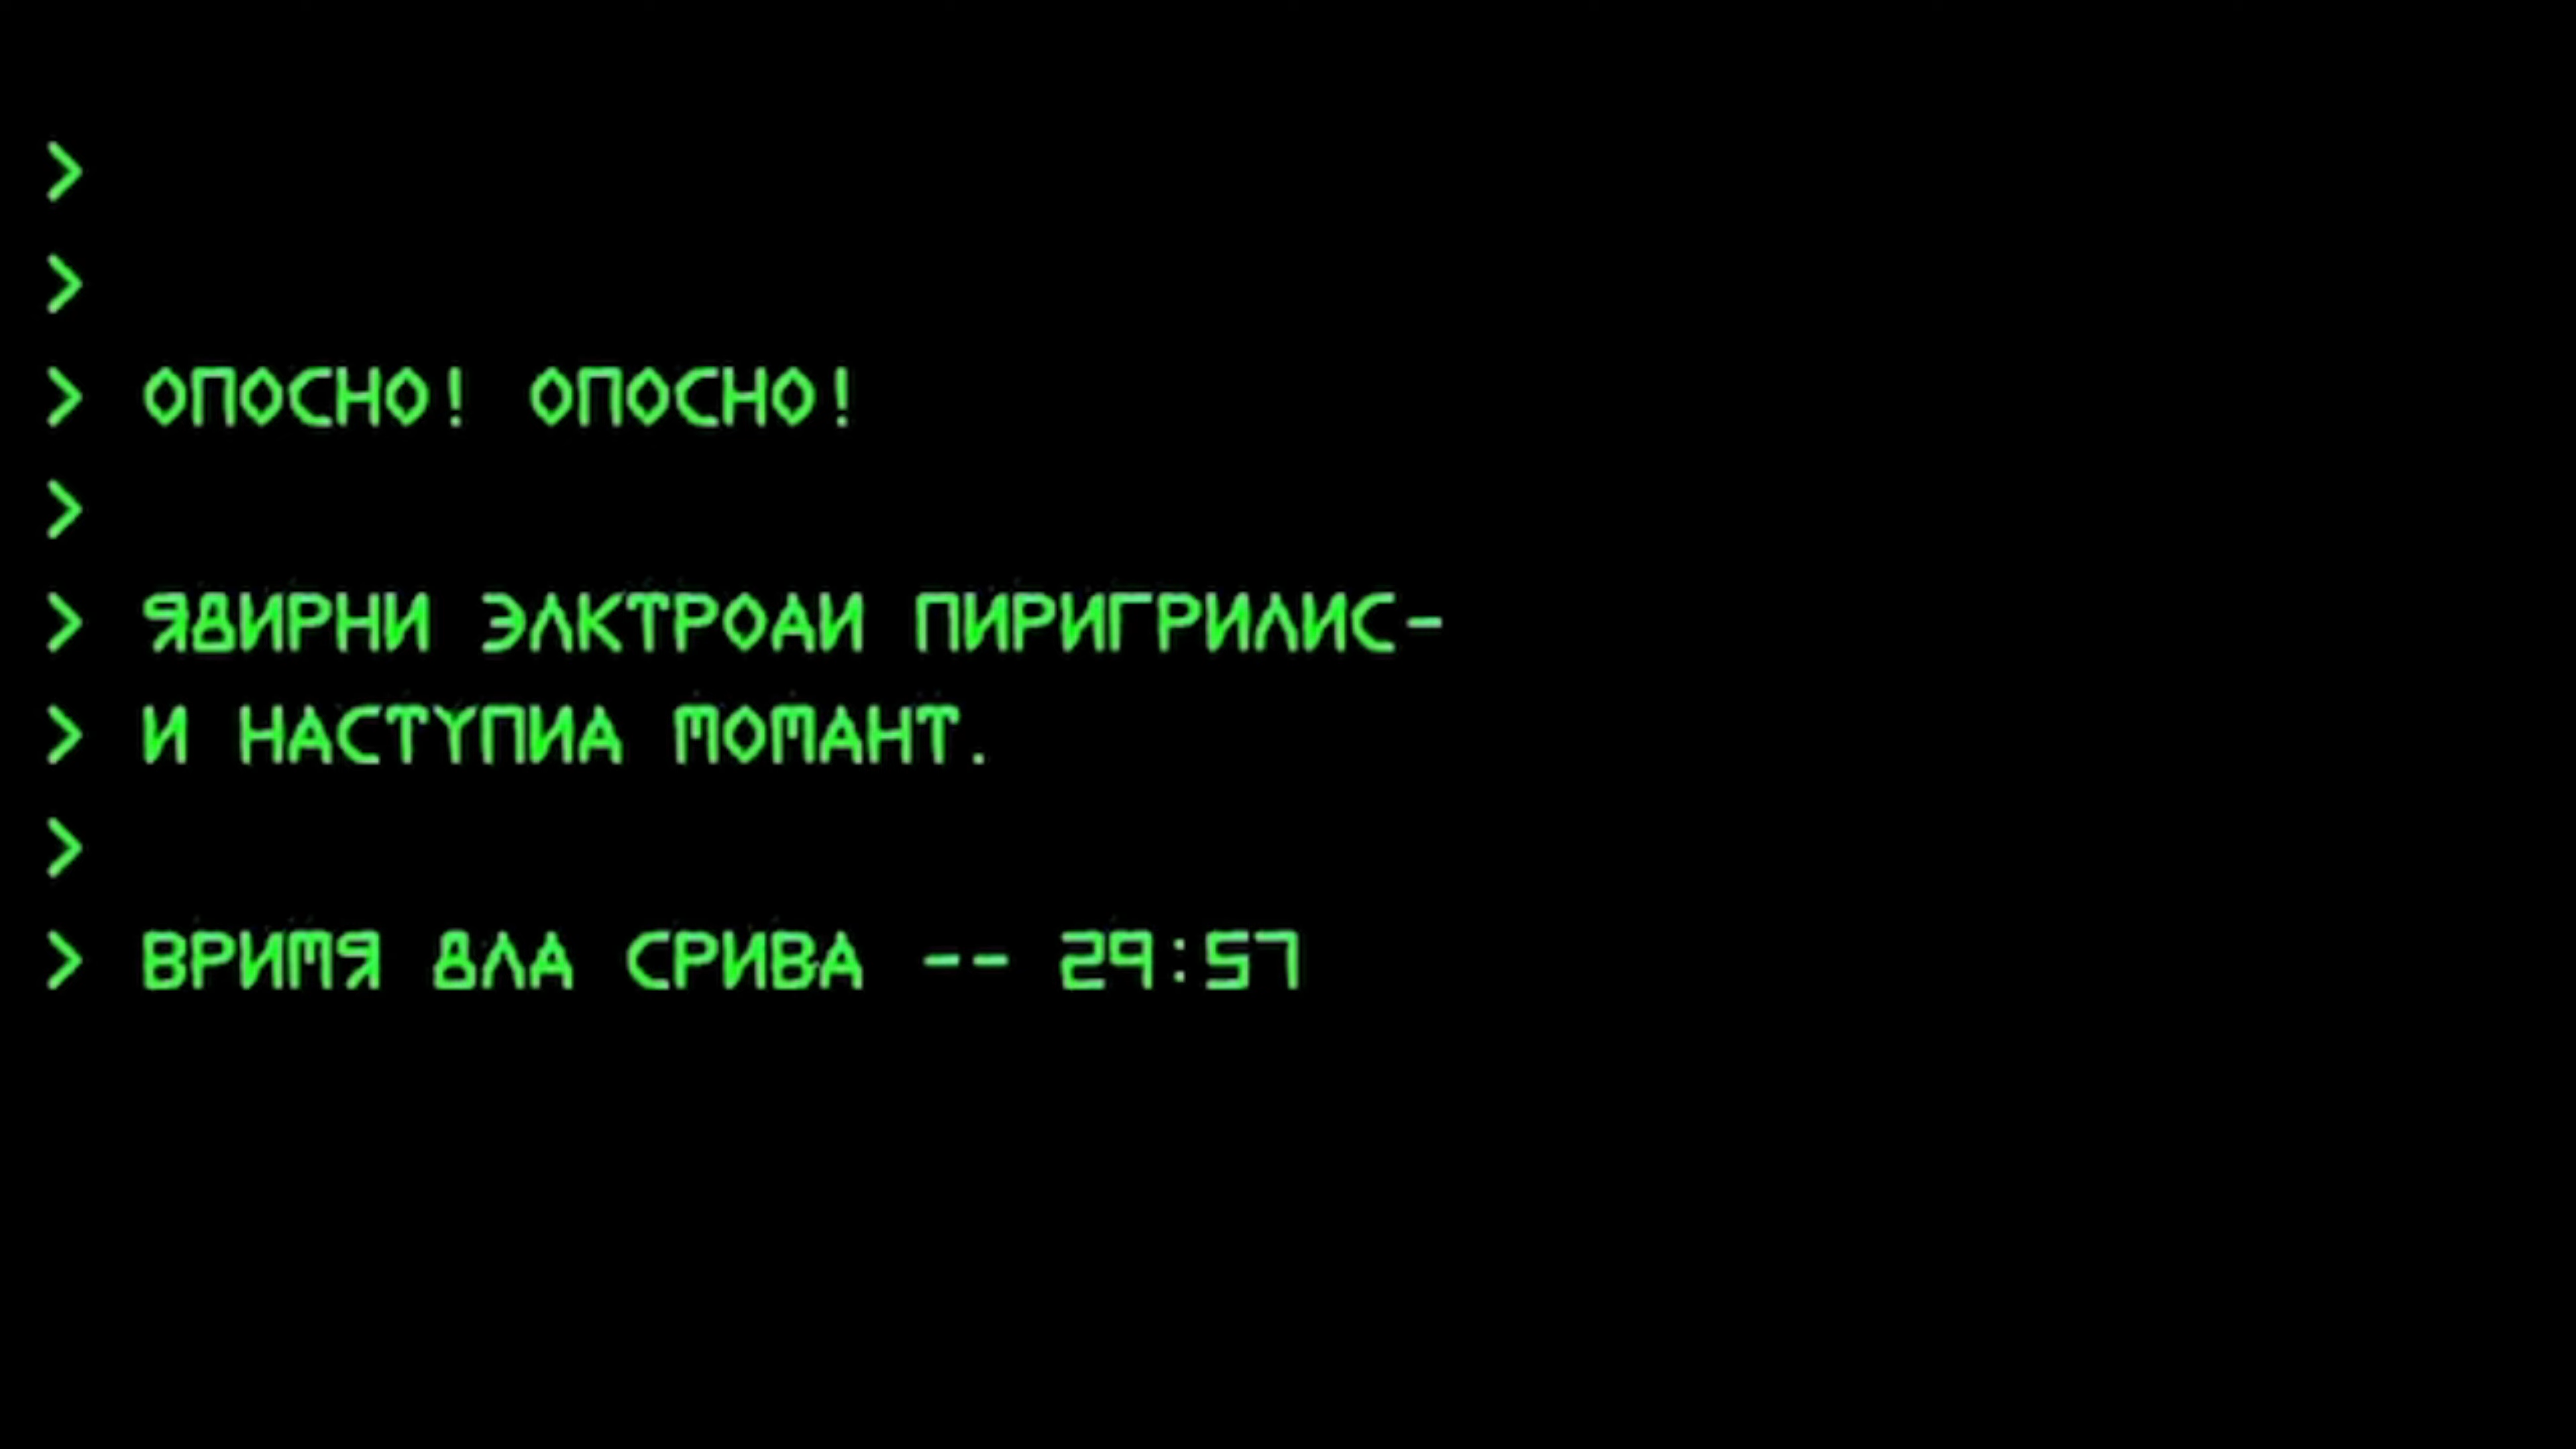 >
>
> ОПОСНО! ОПОСНО!
>
> ЯДИРНИ ЭЛКТРОАИ ПИРИГРИЛИС-
> И НАСТУПИА МОМАНТ.
>
> ВРИМЯ ДЛА СРИВА -- 29:57